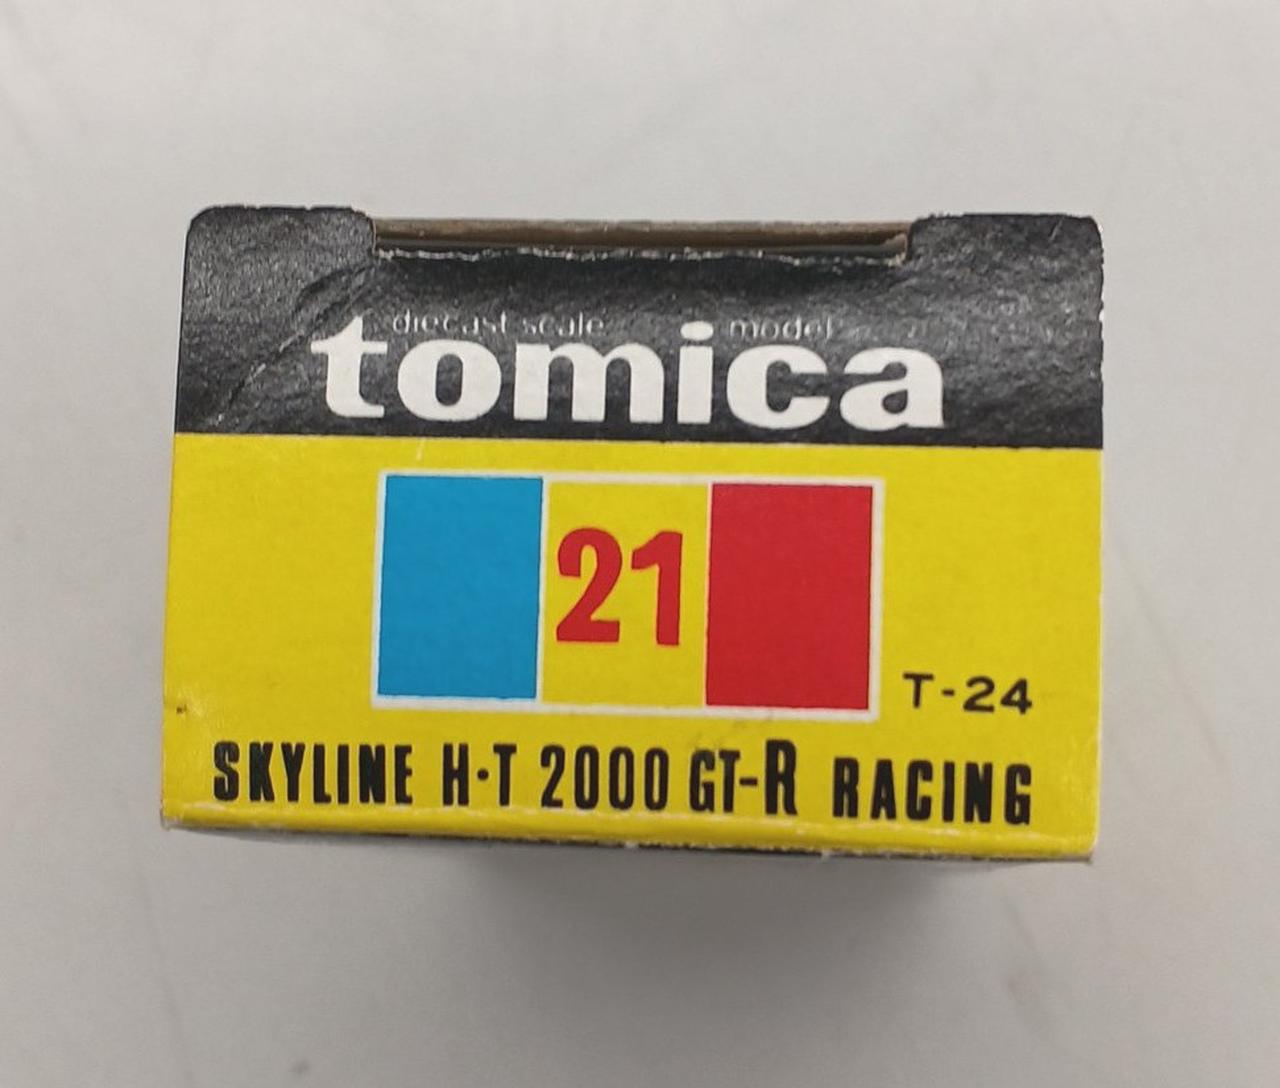 diecast scale model
tomica
21
T-24
SKYLINE H·T 2000 GT-R RACING